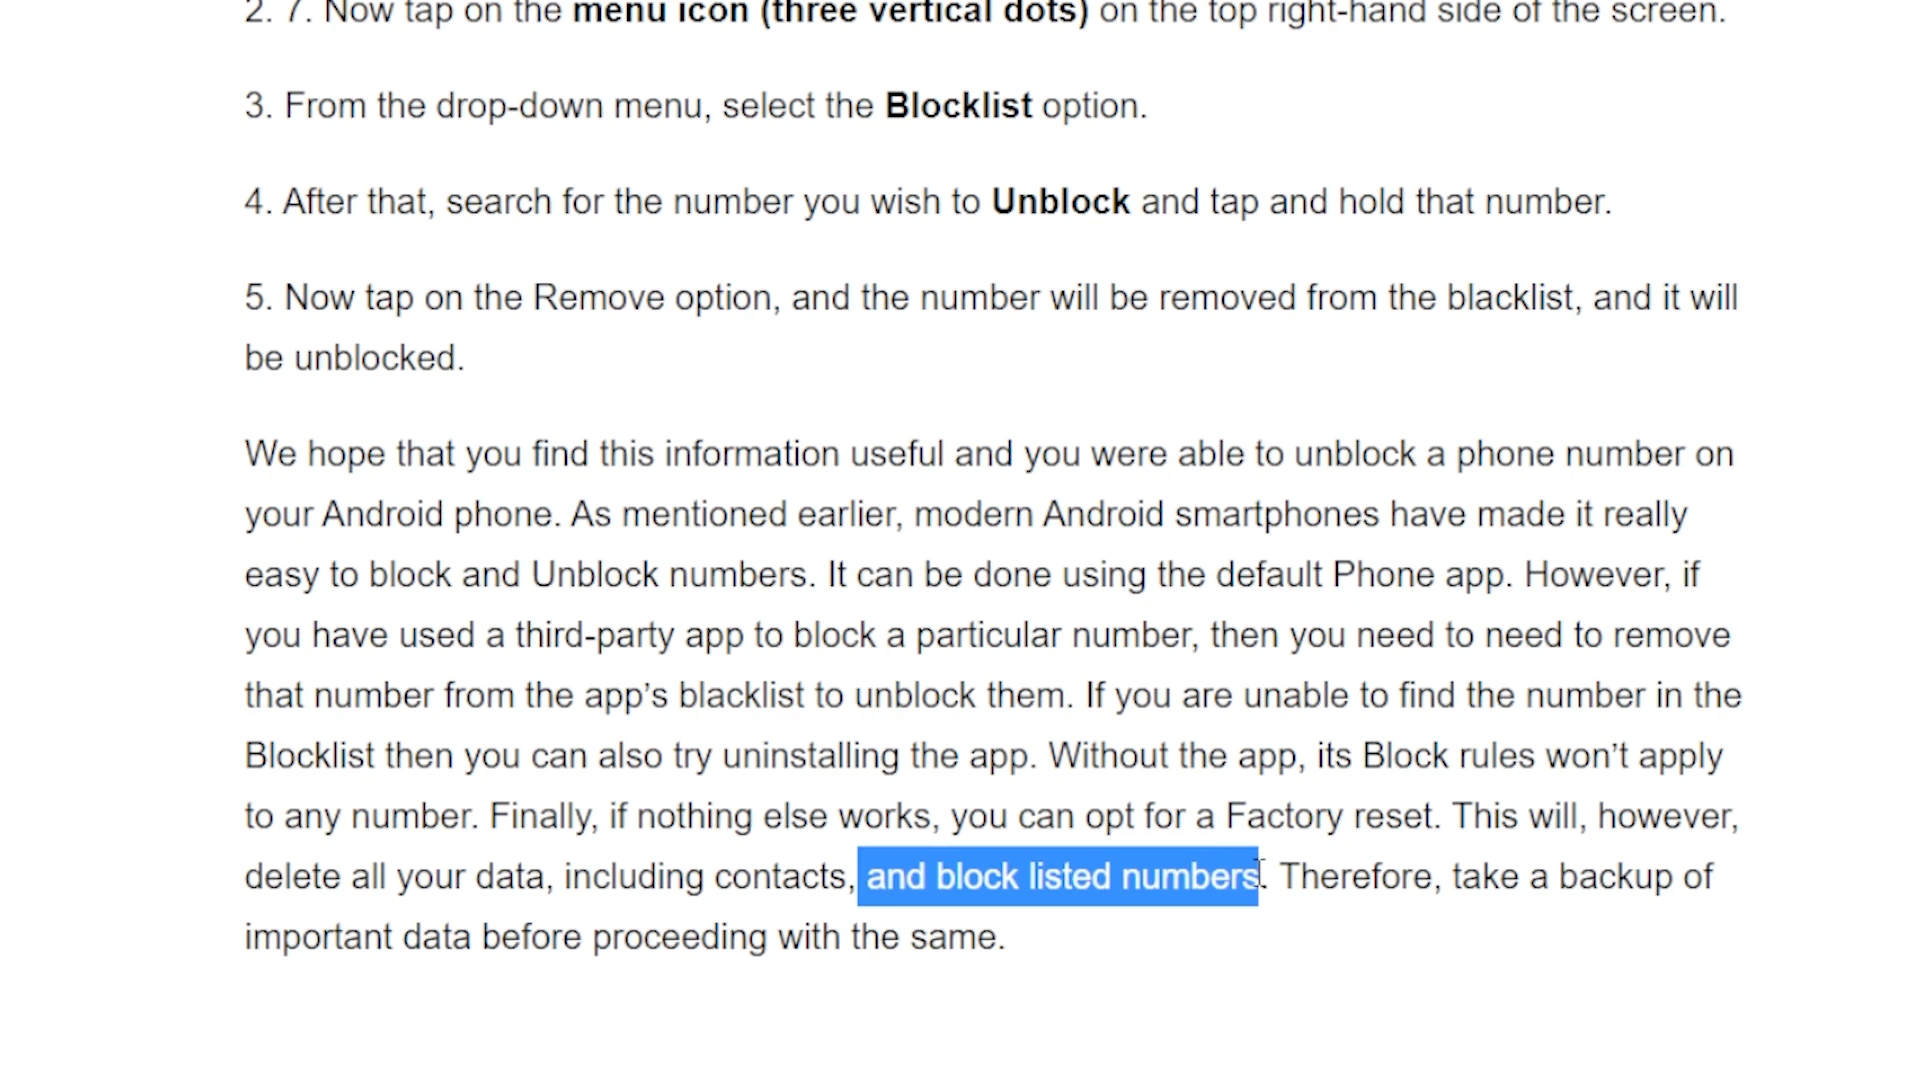 2. 7. Now tap on the menu icon (three vertical dots) on the top right-hand side of the screen.
3. From the drop-down menu, select the Blocklist option.
4. After that, search for the number you wish to Unblock and tap and hold that number.
5. Now tap on the Remove option, and the number will be removed from the blacklist, and it will
be unblocked.
We hope that you find this information useful and you were able to unblock a phone number on
your Android phone. As mentioned earlier, modern Android smartphones have made it really
easy to block and Unblock numbers. It can be done using the default Phone app. However, if
you have used a third-party app to block a particular number, then you need to need to remove
that number from the app’s blacklist to unblock them. If you are unable to find the number in the
Blocklist then you can also try uninstalling the app. Without the app, its Block rules won’t apply
to any number. Finally, if nothing else works, you can opt for a Factory reset. This will, however,
delete all your data, including contacts, and block listed numbers. Therefore, take a backup of
important data before proceeding with the same.